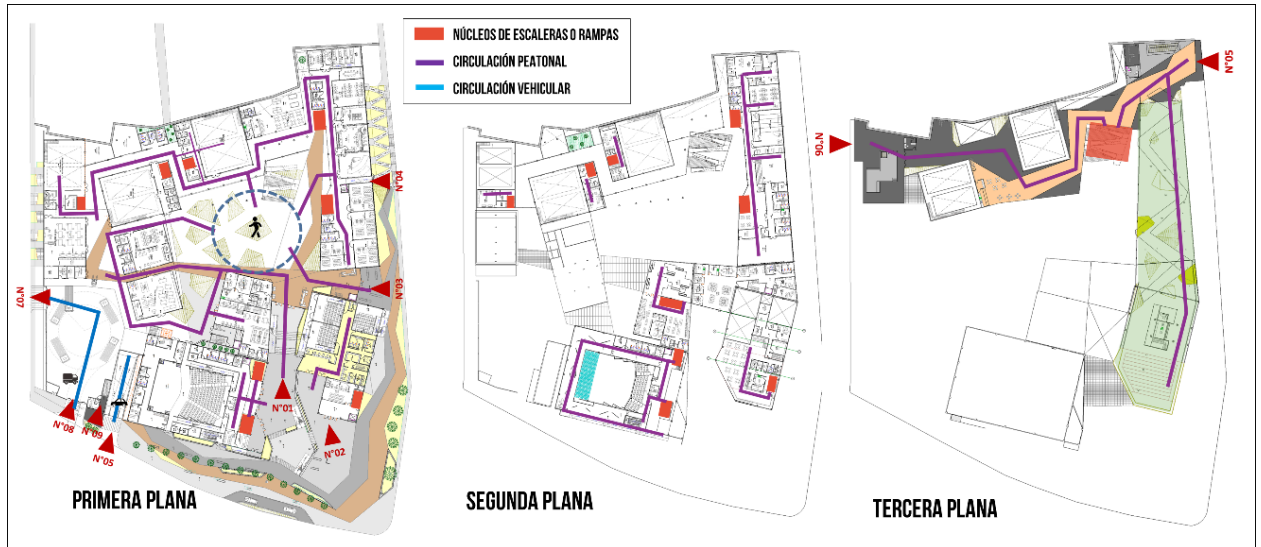 NÚCLEOS DE ESCALERAS O RAMPAS
CIRCULACIÓN PEATONAL
CIRCULACIÓN VEHICULAR
N°05
N°06
N°04
N°03
N°07
N°01
N°08
N°09
N°02
N°05
PRIMERA PLANA
SEGUNDA PLANA
TERCERA PLANA